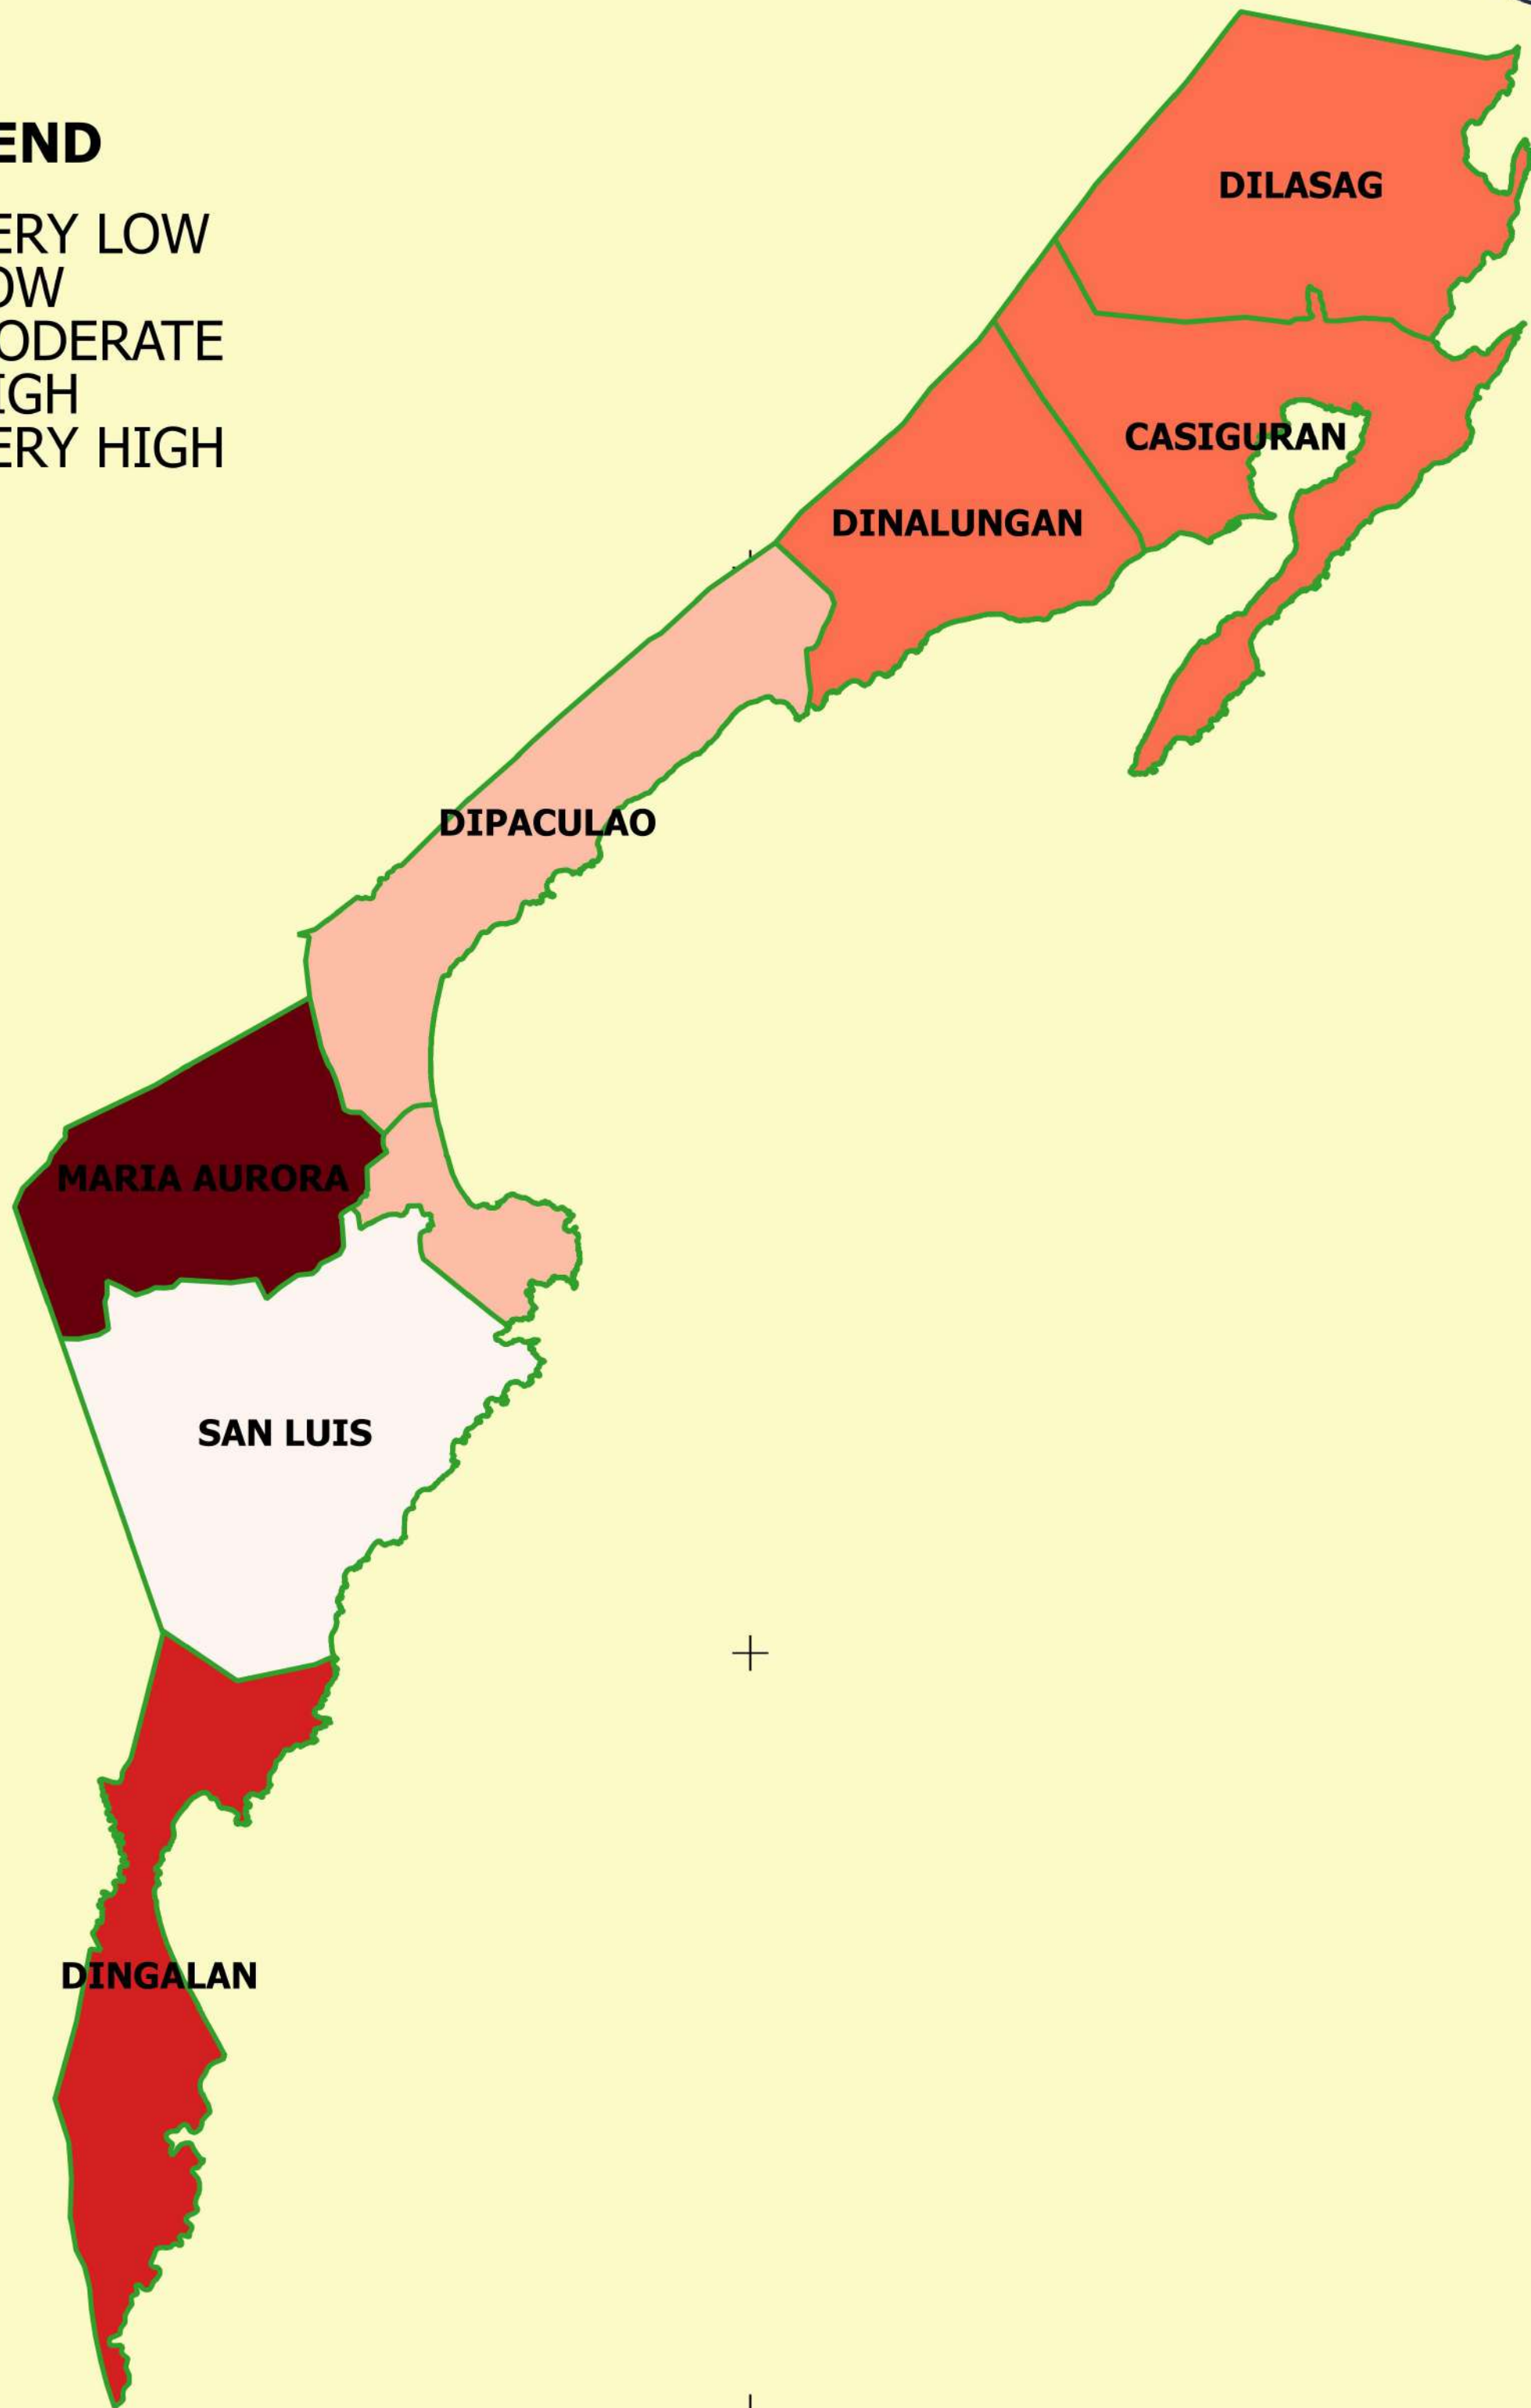 END
ERY LOW
OW
ODERATE
IGH
ERY HIGH
DILASAG
CASIGURAN
DINALUNGAN
DIPACULAO
MARIA AURORA
SAN LUIS
DINGALAN